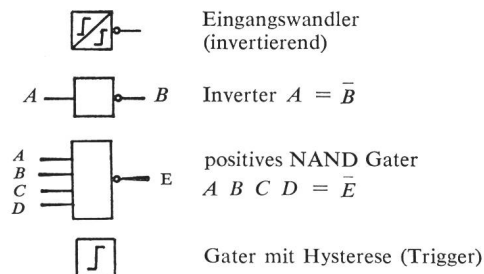 Eingangswandler
(invertierend)
A B Inverter A = B̄
A
B
C
D
E
positives NAND Gater
A B C D = Ē
Gater mit Hysterese (Trigger)